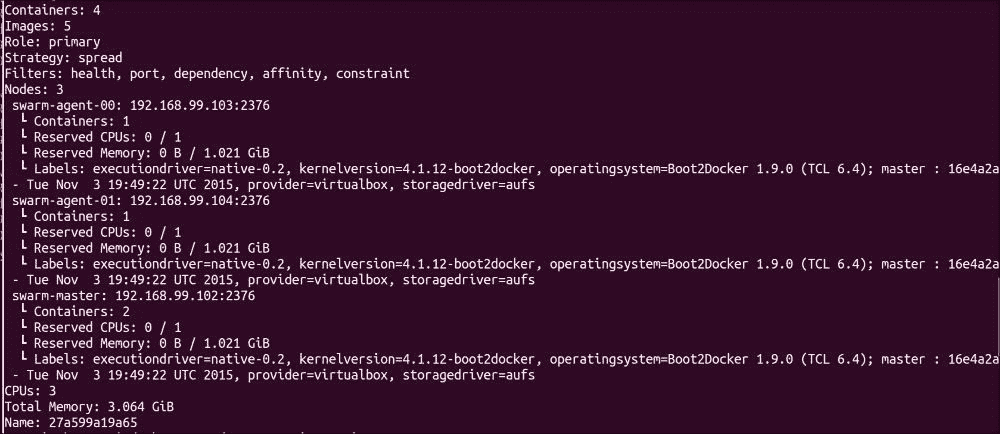 Containers: 4
Images: 5
Role: primary
Strategy: spread
Filters: health, port, dependency, affinity, constraint
Nodes: 3
 swarm-agent-00: 192.168.99.103:2376
  └ Containers: 1
  └ Reserved CPUs: 0 / 1
  └ Reserved Memory: 0 B / 1.021 GiB
  └ Labels: executiondriver=native-0.2, kernelversion=4.1.12-boot2docker, operatingsystem=Boot2Docker 1.9.0 (TCL 6.4); master : 16e4a2a
 - Tue Nov  3 19:49:22 UTC 2015, provider=virtualbox, storagedriver=aufs
 swarm-agent-01: 192.168.99.104:2376
  └ Containers: 1
  └ Reserved CPUs: 0 / 1
  └ Reserved Memory: 0 B / 1.021 GiB
  └ Labels: executiondriver=native-0.2, kernelversion=4.1.12-boot2docker, operatingsystem=Boot2Docker 1.9.0 (TCL 6.4); master : 16e4a2a
 - Tue Nov  3 19:49:22 UTC 2015, provider=virtualbox, storagedriver=aufs
 swarm-master: 192.168.99.102:2376
  └ Containers: 2
  └ Reserved CPUs: 0 / 1
  └ Reserved Memory: 0 B / 1.021 GiB
  └ Labels: executiondriver=native-0.2, kernelversion=4.1.12-boot2docker, operatingsystem=Boot2Docker 1.9.0 (TCL 6.4); master : 16e4a2a
 - Tue Nov  3 19:49:22 UTC 2015, provider=virtualbox, storagedriver=aufs
CPUs: 3
Total Memory: 3.064 GiB
Name: 27a599a19a65